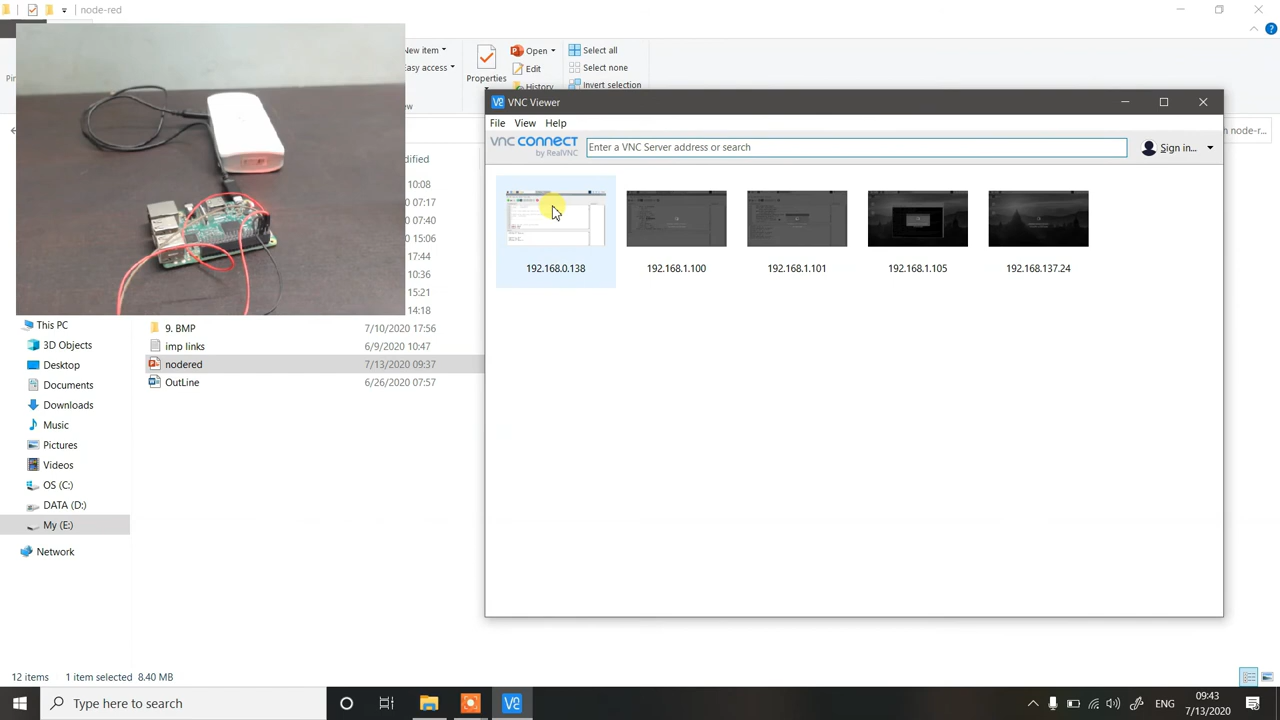 node-red
New item
Easy access
Properties
Open
Edit
History
Select all
Select none
Invert selection
VNC Viewer
File View Help
vnc connect
by RealVNC
Enter a VNC Server address or search
Sign in...
192.168.0.138
192.168.1.100
192.168.1.101
192.168.1.105
192.168.137.24
10:08
07:17
07:40
15:06
17:44
10:36
15:21
14:18
This PC
3D Objects
Desktop
Documents
Downloads
Music
Pictures
Videos
OS (C:)
DATA (D:)
My (E:)
Network
9. BMP 7/10/2020 17:56
imp links 6/9/2020 10:47
nodered 7/13/2020 09:37
OutLine 6/26/2020 07:57
12 items 1 item selected 8.40 MB
Type here to search
ENG
09:43
7/13/2020